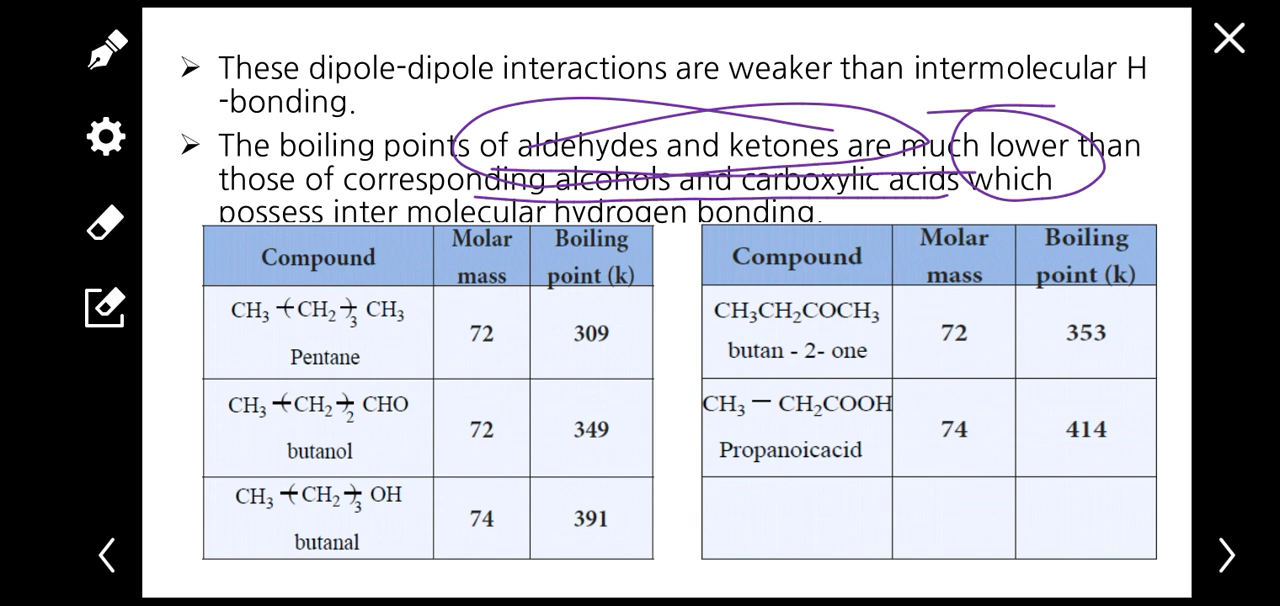 ➢ These dipole-dipole interactions are weaker than intermolecular H
-bonding.
➢ The boiling points of aldehydes and ketones are much lower than
those of corresponding alcohols and carboxylic acids which
possess inter molecular hydrogen bonding.
Compound Molar mass Boiling point (k)
CH₃ -(CH₂-)₃ CH₃
Pentane
72 309
CH₃ -(CH₂-)₂ CHO
butanol
72 349
CH₃ -(CH₂-)₃ OH
butanal
74 391
Compound Molar mass Boiling point (k)
CH₃CH₂COCH₃
butan - 2- one
72 353
CH₃ — CH₂COOH
Propanoicacid
74 414